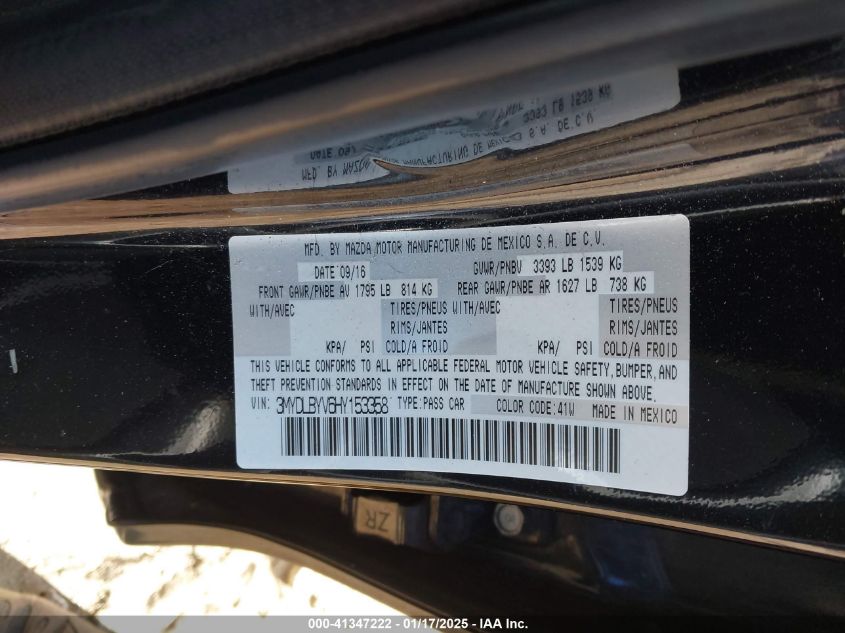 MFD. BY MAZDA MOTOR MANUFACTURING DE MEXICO S.A. DE C.V.
DATE 09/16 GVWR/PNBV 3393 LB 1539 KG
FRONT GAWR/PNBE AV 1795 LB 814 KG REAR GAWR/PNBE AR 1627 LB 738 KG
WITH/AVEC TIRES/PNEUS WITH/AVEC TIRES/PNEUS
RIMS/JANTES RIMS/JANTES
KPA/ PSI COLD/A FROID KPA/ PSI COLD/A FROID
THIS VEHICLE CONFORMS TO ALL APPLICABLE FEDERAL MOTOR VEHICLE SAFETY, BUMPER, AND
THEFT PREVENTION STANDARDS IN EFFECT ON THE DATE OF MANUFACTURE SHOWN ABOVE.
VIN: 3MYDLBYV6HY153358 TYPE:PASS CAR COLOR CODE:41W MADE IN MEXICO
ZR
000-41347222 - 01/17/2025 - IAA Inc.